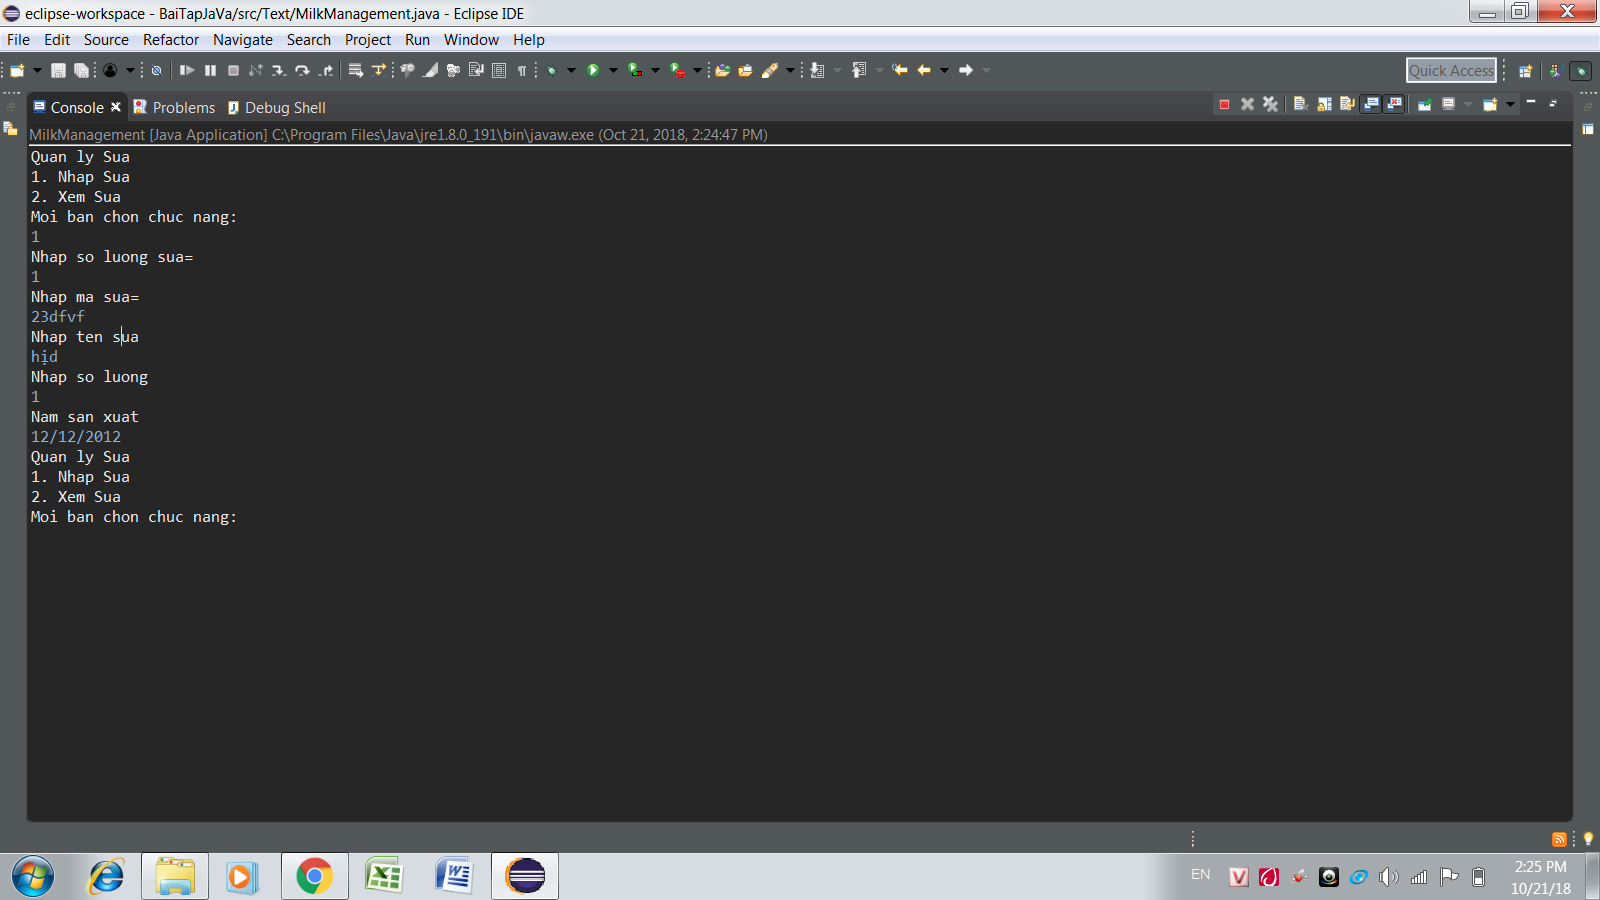 eclipse-workspace - BaiTapJaVa/src/Text/MilkManagement.java - Eclipse IDE
File Edit Source Refactor Navigate Search Project Run Window Help
Quick Access
Console Problems Debug Shell
MilkManagement [Java Application] C:\Program Files\Java\jre1.8.0_191\bin\javaw.exe (Oct 21, 2018, 2:24:47 PM)
Quan ly Sua
1. Nhap Sua
2. Xem Sua
Moi ban chon chuc nang:
1
Nhap so luong sua=
1
Nhap ma sua=
23dfvf
Nhap ten sua
hịd
Nhap so luong
1
Nam san xuat
12/12/2012
Quan ly Sua
1. Nhap Sua
2. Xem Sua
Moi ban chon chuc nang:
EN
2:25 PM
10/21/18